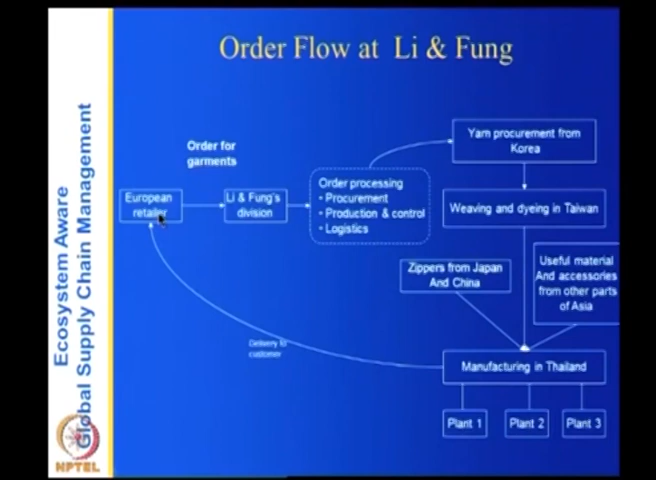 Order Flow at Li & Fung
Ecosystem Aware
Global Supply Chain Management
Order for
garments
European
retailer
Li & Fung's
division
Order processing
• Procurement
• Production & control
• Logistics
Yarn procurement from
Korea
Weaving and dyeing in Taiwan
Zippers from Japan
And China
Useful material
And accessories
from other parts
of Asia
Delivery to
customer
Manufacturing in Thailand
Plant 1
Plant 2
Plant 3
NPTEL